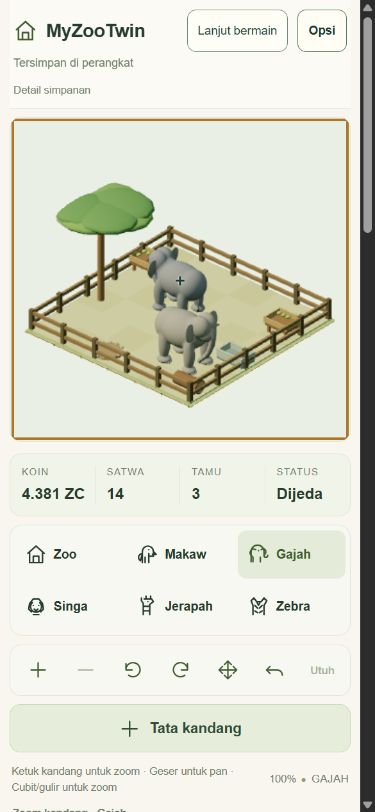 MyZooTwin
Lanjut bermain
Opsi
Tersimpan di perangkat
Detail simpanan
KOIN
SATWA
TAMU
STATUS
4.381 ZC
14
3
Dijeda
Zoo
Makaw
Gajah
Singa
Jerapah
Zebra
Utuh
Tata kandang
Ketuk kandang untuk zoom · Geser untuk pan ·
Cubit/gulir untuk zoom
100% • GAJAH